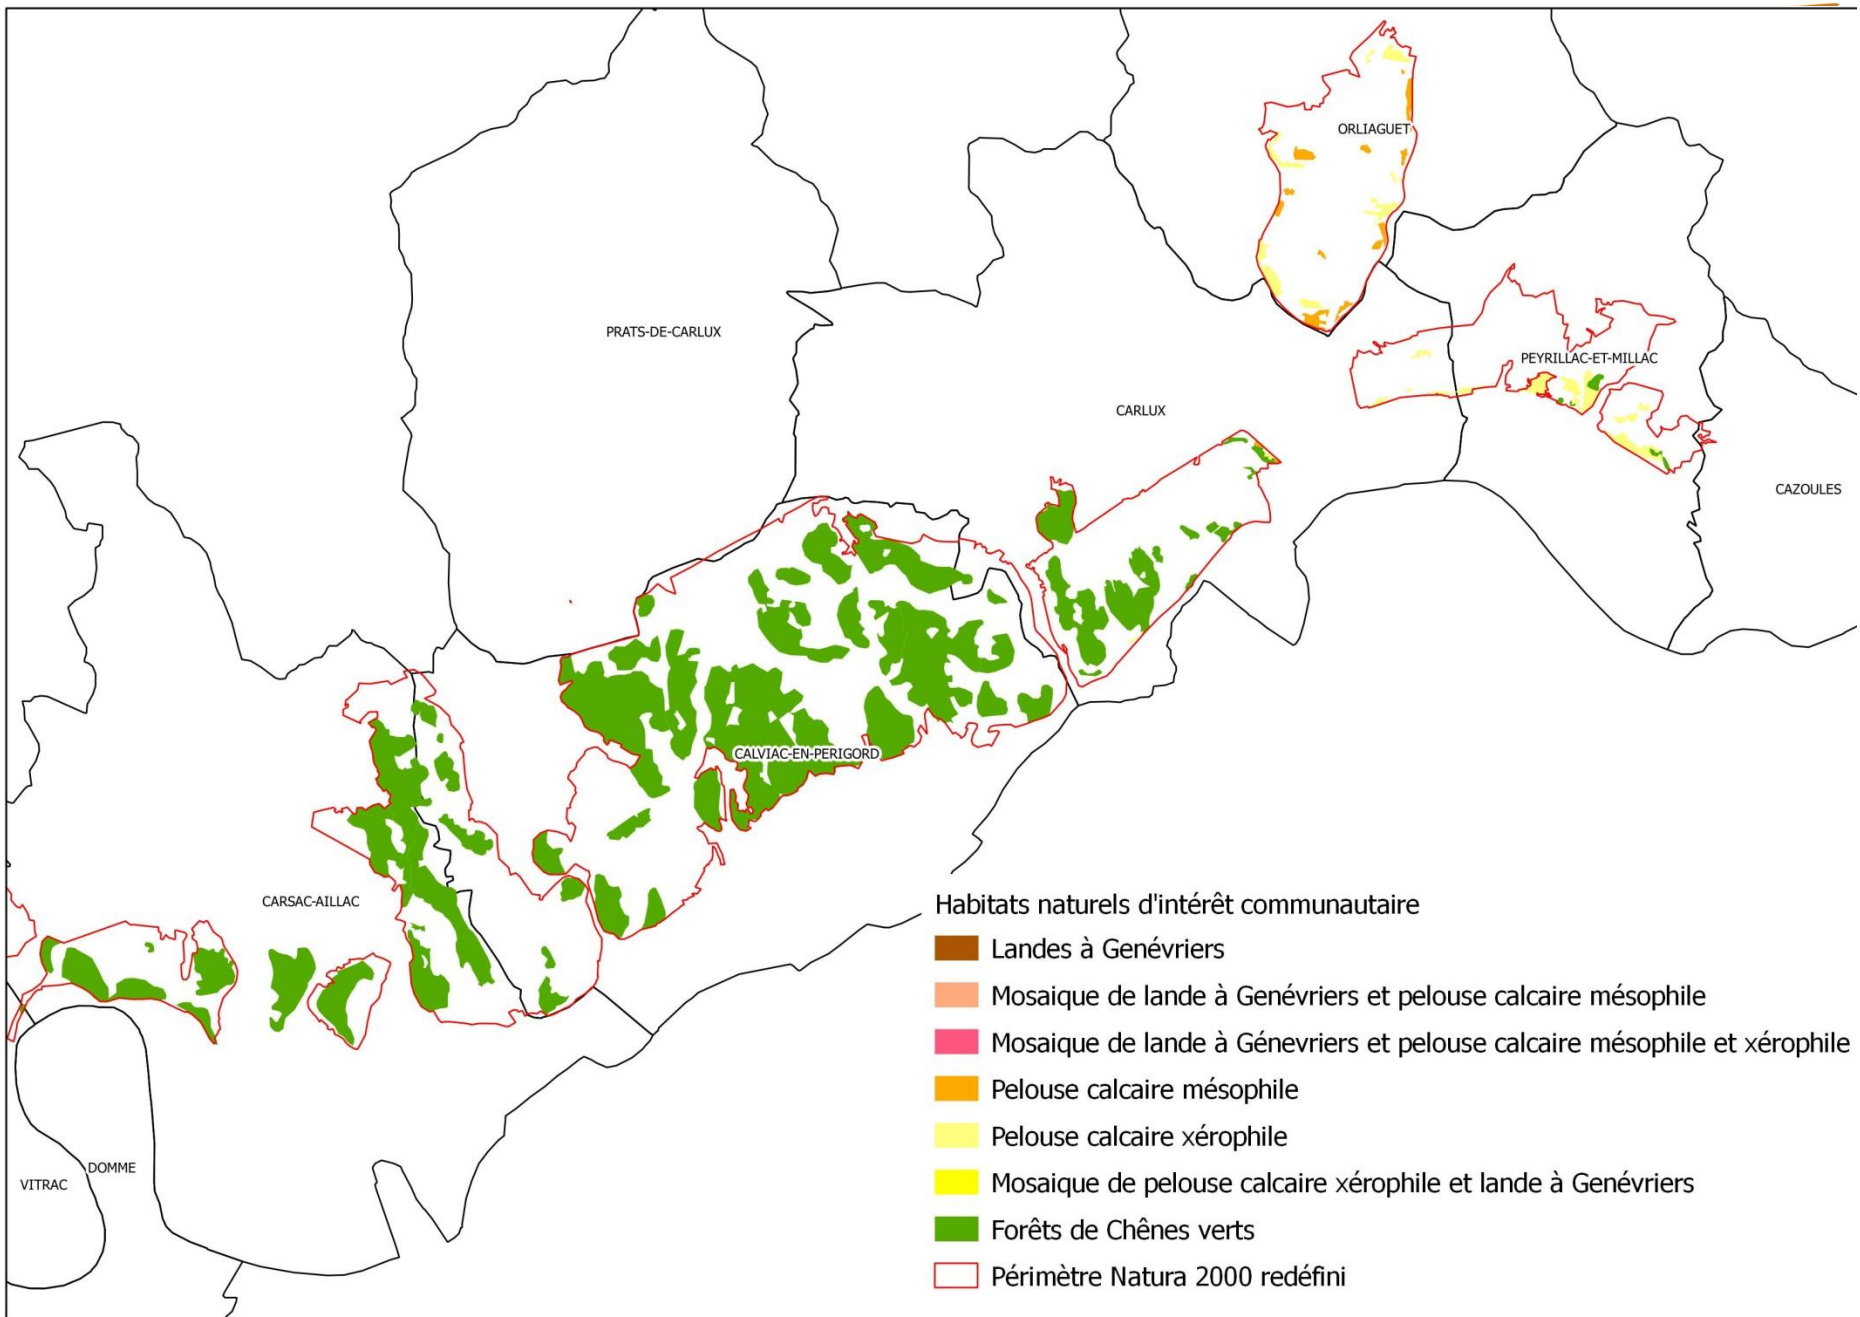 ORLIAGUET
PRATS-DE-CARLUX
PEYRILLAC-ET-MILLAC
CARLUX
CAZOULES
CALVIAC-EN-PERIGORD
CARSAC-AILLAC
DOMME
VITRAC
Habitats naturels d'intérêt communautaire
Landes à Genévriers
Mosaique de lande à Genévriers et pelouse calcaire mésophile
Mosaique de lande à Génevriers et pelouse calcaire mésophile et xérophile
Pelouse calcaire mésophile
Pelouse calcaire xérophile
Mosaique de pelouse calcaire xérophile et lande à Genévriers
Forêts de Chênes verts
Périmètre Natura 2000 redéfini